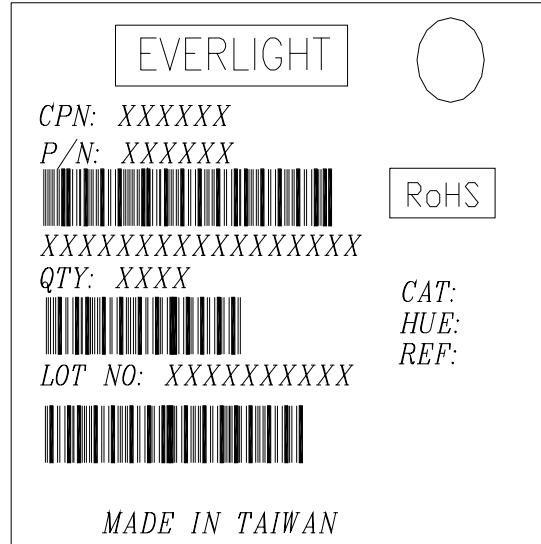 EVERLIGHT
CPN: XXXXXX
P/N: XXXXXX
RoHS
XXXXXXXXXXXXXXXXX
QTY: XXXX
CAT:
HUE:
REF:
LOT NO: XXXXXXXXXX
MADE IN TAIWAN